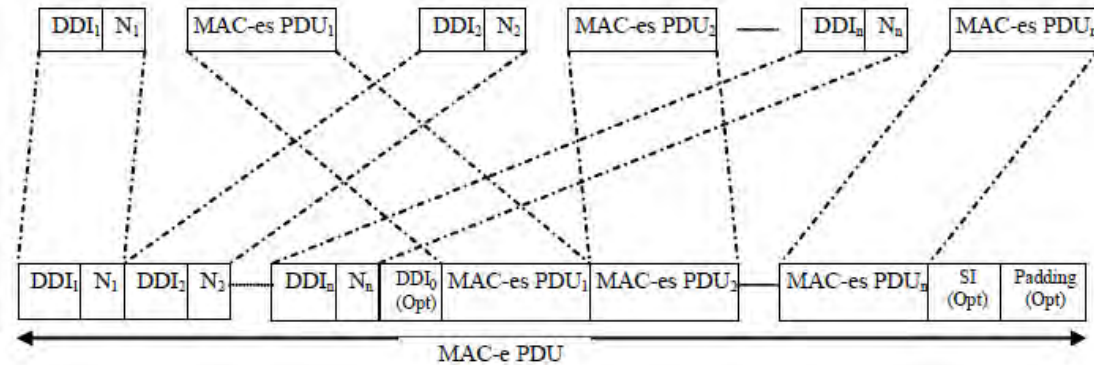 DDI₁ N₁ MAC-es PDU₁ DDI₂ N₂ MAC-es PDU₂ DDIₙ Nₙ MAC-es PDUₙ
DDI₁ N₁ DDI₂ N₂ DDIₙ Nₙ DDI₀ (Opt) MAC-es PDU₁ MAC-es PDU₂ MAC-es PDUₙ SI (Opt) Padding (Opt)
MAC-e PDU